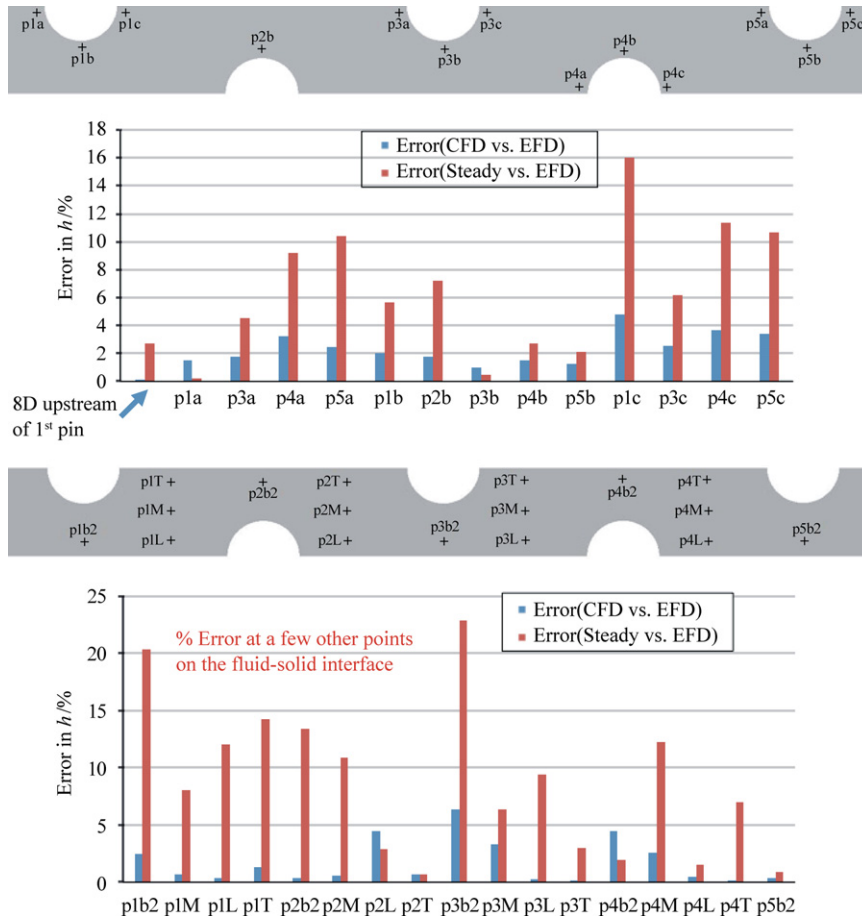 p1a p1c p3a p3c p5a p5c
p1b p2b p3b p4b p5b
p4a p4c
18
16
14
12
10
8
6
4
2
0
Error in h/%
Error(CFD vs. EFD)
Error(Steady vs. EFD)
p1a p3a p4a p5a p1b p2b p3b p4b p5b p1c p3c p4c p5c
8D upstream
of 1st pin
p1T p2b2 p2T p3T p4b2 p4T
p1b2 p1M p2M p3b2 p3M p4M p5b2
p1L p2L p3L p4L
25
20
15
10
5
0
Error in h/%
% Error at a few other points
on the fluid-solid interface
Error(CFD vs. EFD)
Error(Steady vs. EFD)
p1b2 p1M p1L p1T p2b2 p2M p2L p2T p3b2 p3M p3L p3T p4b2 p4M p4L p4T p5b2